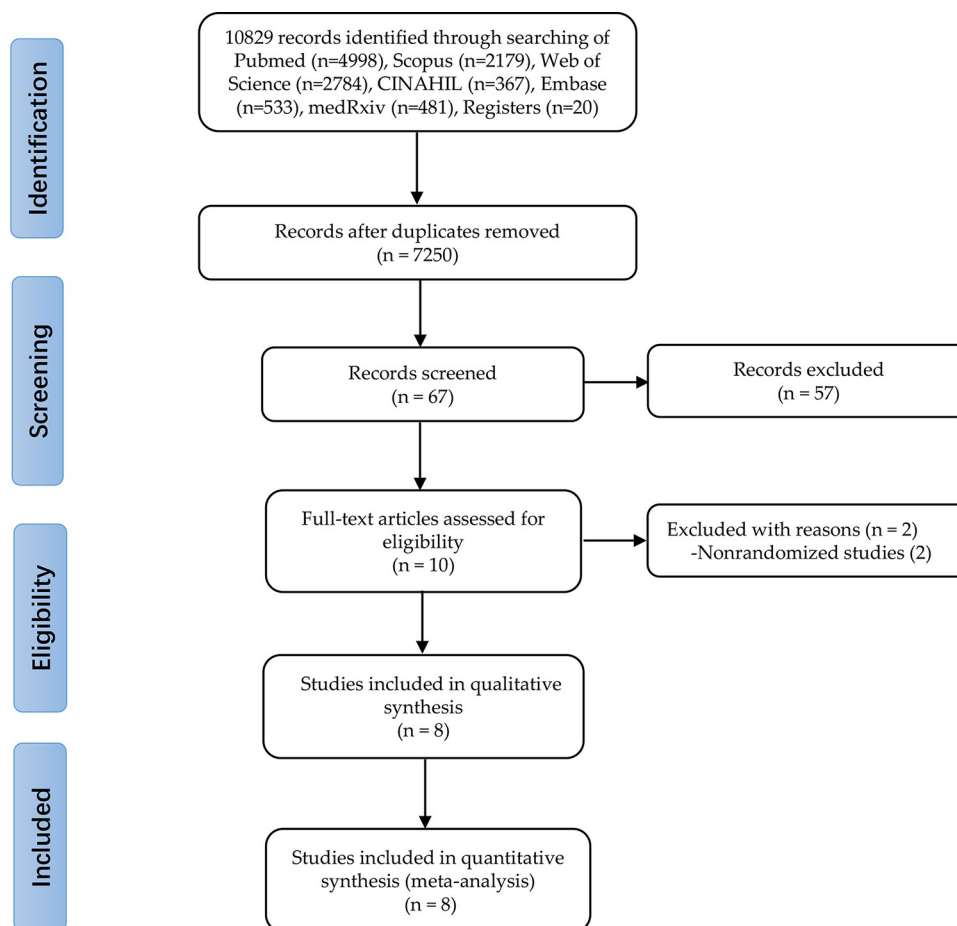 Identification
10829 records identified through searching of
Pubmed (n=4998), Scopus (n=2179), Web of
Science (n=2784), CINAHIL (n=367), Embase
(n=533), medRxiv (n=481), Registers (n=20)
Records after duplicates removed
(n = 7250)
Screening
Records screened
(n = 67)
Records excluded
(n = 57)
Eligibility
Full-text articles assessed for
eligibility
(n = 10)
Excluded with reasons (n = 2)
-Nonrandomized studies (2)
Studies included in qualitative
synthesis
(n = 8)
Included
Studies included in quantitative
synthesis (meta-analysis)
(n = 8)